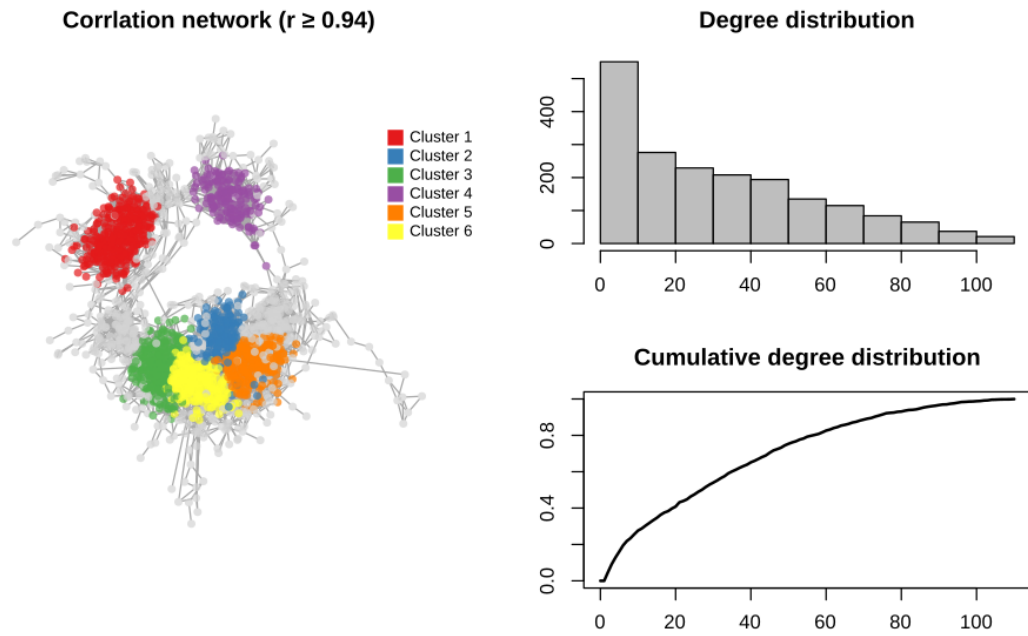 Corrlation network (r ≥ 0.94)
Cluster 1
Cluster 2
Cluster 3
Cluster 4
Cluster 5
Cluster 6
Degree distribution
400
200
0
0 20 40 60 80 100
Cumulative degree distribution
0.8
0.4
0.0
0 20 40 60 80 100